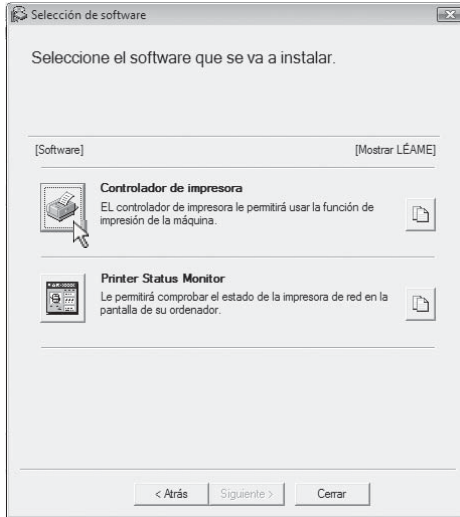 Selección de software
Seleccione el software que se va a instalar.
[Software] [Mostrar LÉAME]
Controlador de impresora
EL controlador de impresora le permitirá usar la función de
impresión de la máquina.
Printer Status Monitor
Le permitirá comprobar el estado de la impresora de red en la
pantalla de su ordenador.
< Atrás Siguiente > Cerrar